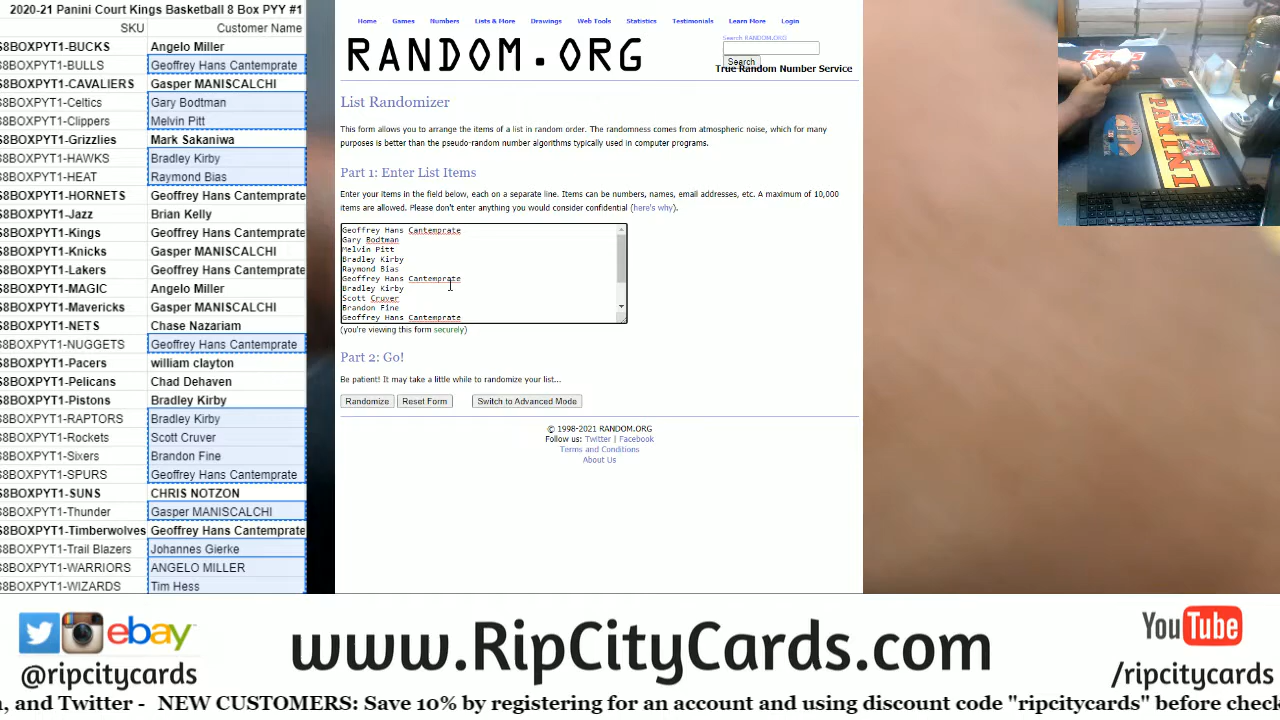 2020-21 Panini Court Kings Basketball 8 Box PYY #1
SKU Customer Name
Angelo Miller
S8BOXPYT1-BULLS Geoffrey Hans Cantemprate
S8BOXPYT1-CAVALIERS Gasper MANISCALCHI
S8BOXPYT1-Celtics Gary Bodtman
S8BOXPYT1-Clippers Melvin Pitt
S8BOXPYT1-Grizzlies Mark Sakaniwa
S8BOXPYT1-HAWKS Bradley Kirby
S8BOXPYT1-HEAT Raymond Bias
S8BOXPYT1-HORNETS Geoffrey Hans Cantemprate
S8BOXPYT1-Jazz Brian Kelly
S8BOXPYT1-Kings Geoffrey Hans Cantemprate
S8BOXPYT1-Knicks Gasper MANISCALCHI
S8BOXPYT1-Lakers Geoffrey Hans Cantemprate
S8BOXPYT1-MAGIC Angelo Miller
S8BOXPYT1-Mavericks Gasper MANISCALCHI
S8BOXPYT1-NETS Chase Nazariam
S8BOXPYT1-NUGGETS Geoffrey Hans Cantemprate
S8BOXPYT1-Pacers william clayton
S8BOXPYT1-Pelicans Chad Dehaven
S8BOXPYT1-Pistons Bradley Kirby
S8BOXPYT1-RAPTORS Bradley Kirby
S8BOXPYT1-Rockets Scott Cruver
S8BOXPYT1-Sixers Brandon Fine
S8BOXPYT1-SPURS Geoffrey Hans Cantemprate
S8BOXPYT1-SUNS CHRIS NOTZON
S8BOXPYT1-Thunder Gasper MANISCALCHI
S8BOXPYT1-Timberwolves Geoffrey Hans Cantemprate
S8BOXPYT1-Trail Blazers Johannes Gierke
S8BOXPYT1-WARRIORS ANGELO MILLER
S8BOXPYT1-WIZARDS Tim Hess
Home Games Numbers Lists & More Drawings Web Tools Statistics Testimonials Learn More Login
RANDOM.ORG
Search RANDOM.ORG
Search
True Random Number Service
List Randomizer
This form allows you to arrange the items of a list in random order. The randomness comes from atmospheric noise, which for many
purposes is better than the pseudo-random number algorithms typically used in computer programs.
Part 1: Enter List Items
Enter your items in the field below, each on a separate line. Items can be numbers, names, email addresses, etc. A maximum of 10,000
items are allowed. Please don't enter anything you would consider confidential (here's why).
Geoffrey Hans Cantemprate
Gary Bodtman
Melvin Pitt
Bradley Kirby
Raymond Bias
Geoffrey Hans Cantemprate
Bradley Kirby
Scott Cruver
Brandon Fine
Geoffrey Hans Cantemprate
(you're viewing this form securely)
Part 2: Go!
Be patient! It may take a little while to randomize your list...
Randomize Reset Form Switch to Advanced Mode
© 1998-2021 RANDOM.ORG
Follow us: Twitter | Facebook
Terms and Conditions
About Us
PANINI
ebay
@ripcitycards
www.RipCityCards.com
YouTube
/ripcitycards
, and Twitter - NEW CUSTOMERS: Save 10% by registering for an account and using discount code "ripcitycards" before check